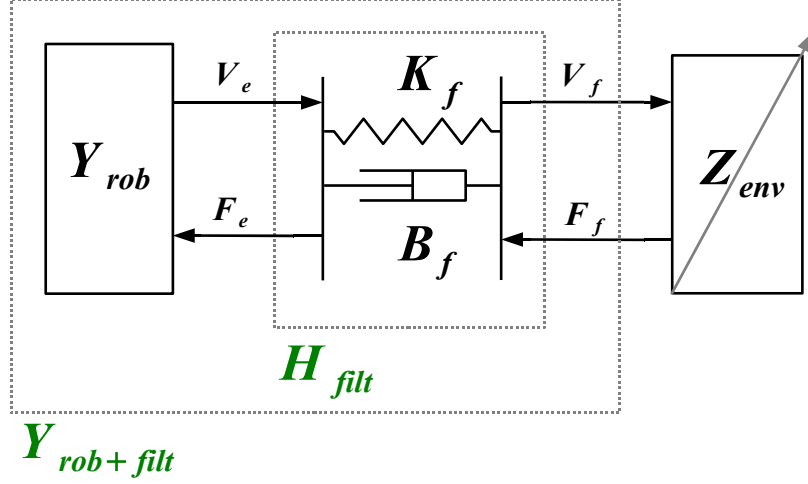 V e
K f
V f
Y rob
Z env
F e
B f
F f
H filt
Y rob+ filt